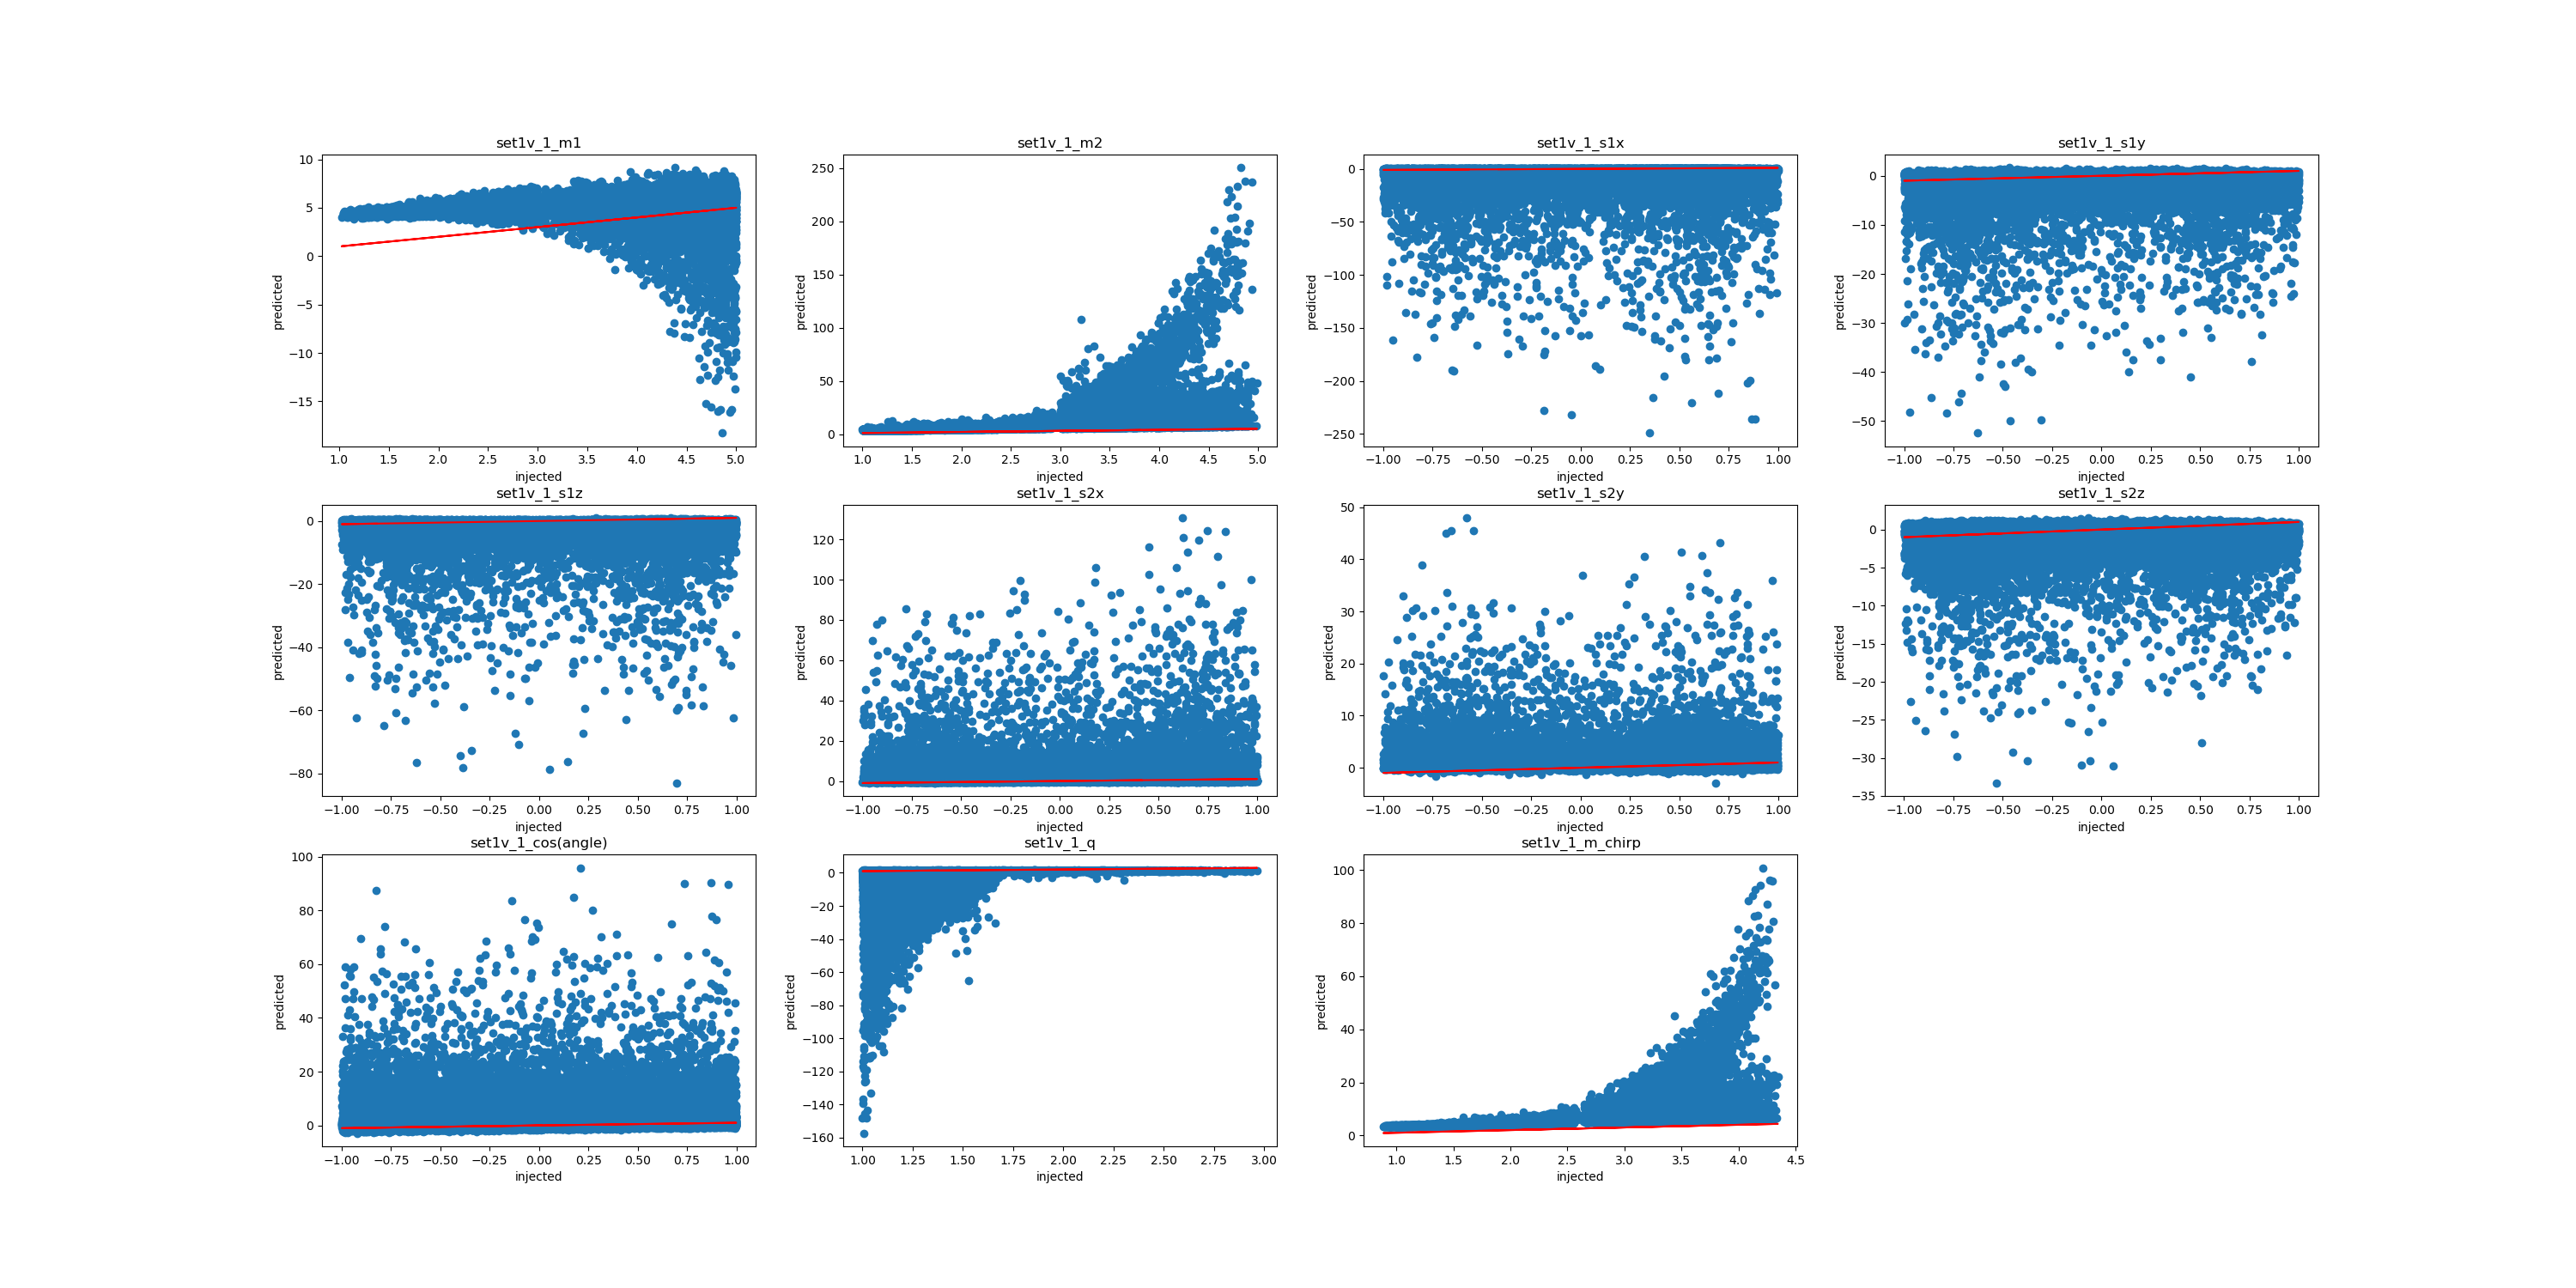 set1v_1_m1
set1v_1_m2
set1v_1_s1x
set1v_1_s1y
10
5
0
−5
−10
−15
predicted
1.0 1.5 2.0 2.5 3.0 3.5 4.0 4.5 5.0
injected
250
200
150
100
50
0
predicted
1.0 1.5 2.0 2.5 3.0 3.5 4.0 4.5 5.0
injected
0
−50
−100
−150
−200
−250
predicted
−1.00 −0.75 −0.50 −0.25 0.00 0.25 0.50 0.75 1.00
injected
0
−10
−20
−30
−40
−50
predicted
−1.00 −0.75 −0.50 −0.25 0.00 0.25 0.50 0.75 1.00
injected
set1v_1_s1z
set1v_1_s2x
set1v_1_s2y
set1v_1_s2z
0
−20
−40
−60
−80
predicted
−1.00 −0.75 −0.50 −0.25 0.00 0.25 0.50 0.75 1.00
injected
120
100
80
60
40
20
0
predicted
−1.00 −0.75 −0.50 −0.25 0.00 0.25 0.50 0.75 1.00
injected
50
40
30
20
10
0
predicted
−1.00 −0.75 −0.50 −0.25 0.00 0.25 0.50 0.75 1.00
injected
0
−5
−10
−15
−20
−25
−30
−35
predicted
−1.00 −0.75 −0.50 −0.25 0.00 0.25 0.50 0.75 1.00
injected
set1v_1_cos(angle)
set1v_1_q
set1v_1_m_chirp
100
80
60
40
20
0
predicted
−1.00 −0.75 −0.50 −0.25 0.00 0.25 0.50 0.75 1.00
injected
0
−20
−40
−60
−80
−100
−120
−140
−160
predicted
1.00 1.25 1.50 1.75 2.00 2.25 2.50 2.75 3.00
injected
100
80
60
40
20
0
predicted
1.0 1.5 2.0 2.5 3.0 3.5 4.0 4.5
injected